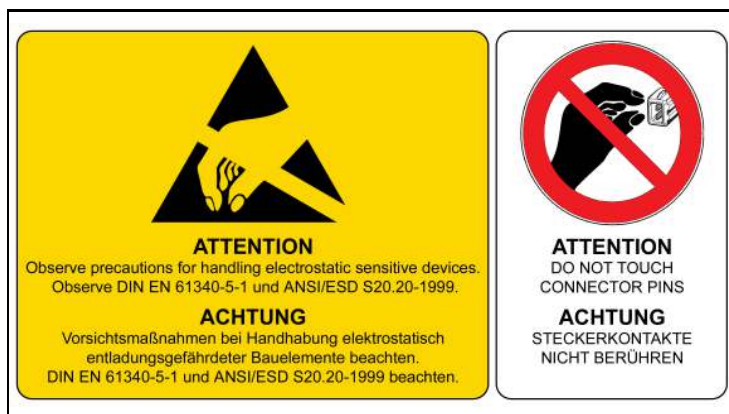 ATTENTION
Observe precautions for handling electrostatic sensitive devices.
Observe DIN EN 61340-5-1 und ANSI/ESD S20.20-1999.
ACHTUNG
Vorsichtsmaßnahmen bei Handhabung elektrostatisch
entladungsgefährdeter Bauelemente beachten.
DIN EN 61340-5-1 und ANSI/ESD S20.20-1999 beachten.
ATTENTION
DO NOT TOUCH
CONNECTOR PINS
ACHTUNG
STECKERKONTAKTE
NICHT BERÜHREN